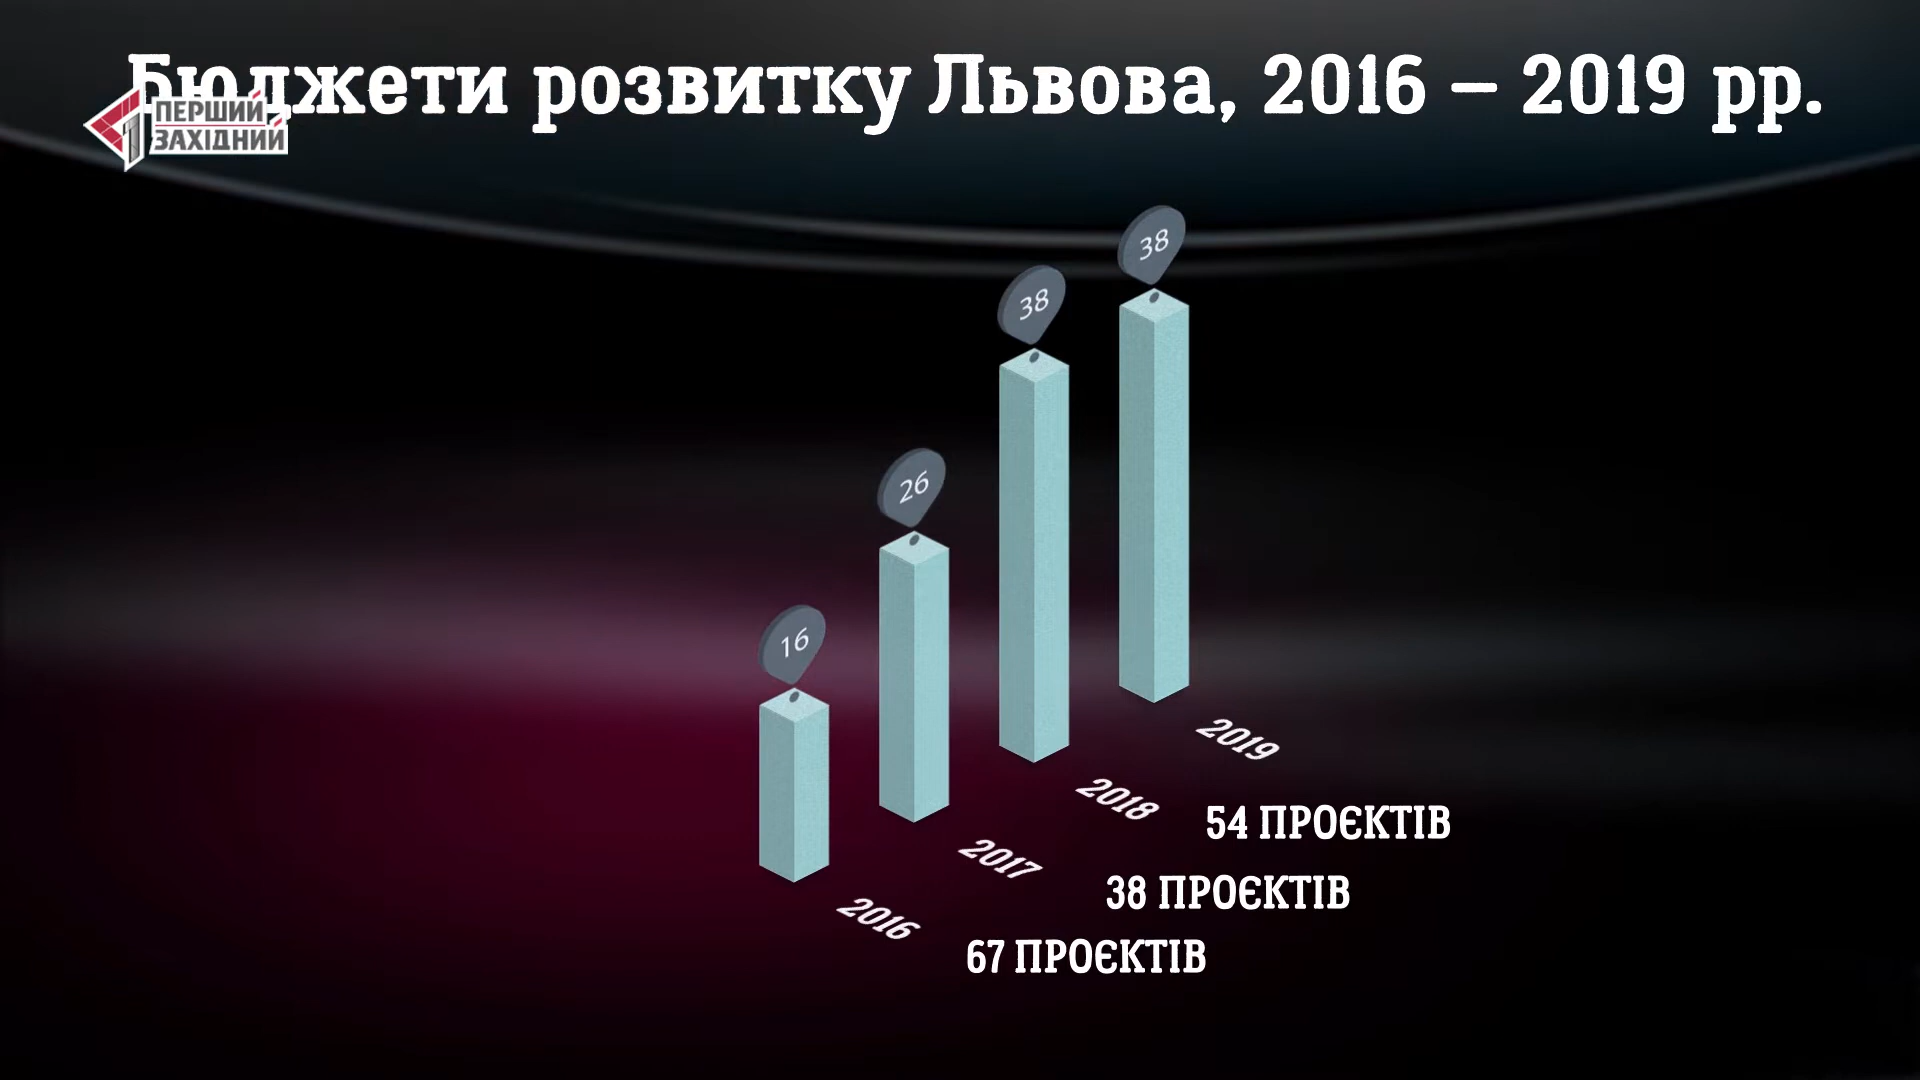 Бюджети розвитку Львова, 2016 – 2019 рр.
ПЕРШИЙ
ЗАХІДНИЙ
38
38
26
16
2019
2018
54 ПРОЄКТІВ
2017
38 ПРОЄКТІВ
2016
67 ПРОЄКТІВ